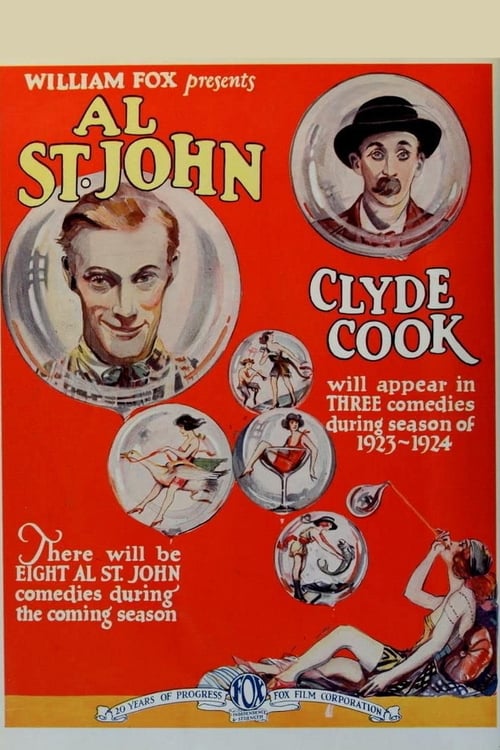 WILLIAM FOX presents
AL
ST. JOHN
CLYDE
COOK
will appear in
THREE comedies
during season of
1923~1924
There will be
EIGHT AL ST. JOHN
comedies during
the coming season
20 YEARS OF PROGRESS
FOX
INDEPENDENCE
& STRENGTH
FOX FILM CORPORATION